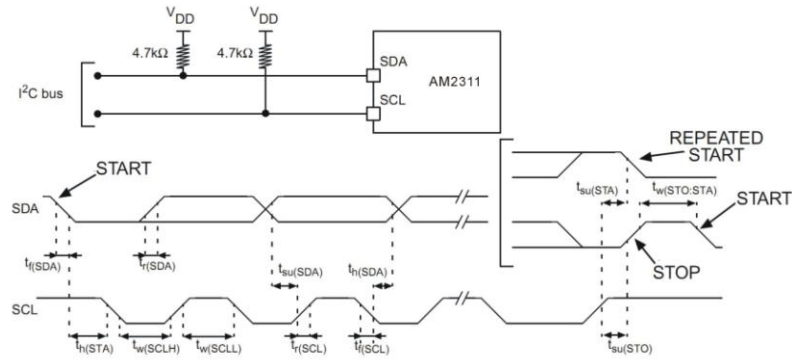 VDD VDD
4.7kΩ 4.7kΩ
SDA
AM2311
I²C bus
SCL
REPEATED
START
START
tsu(STA) tw(STO:STA)
SDA
START
tf(SDA) tr(SDA) tsu(SDA) th(SDA)
STOP
SCL
th(STA) tw(SCLH) tw(SCLL) tr(SCL) tf(SCL) tsu(STO)